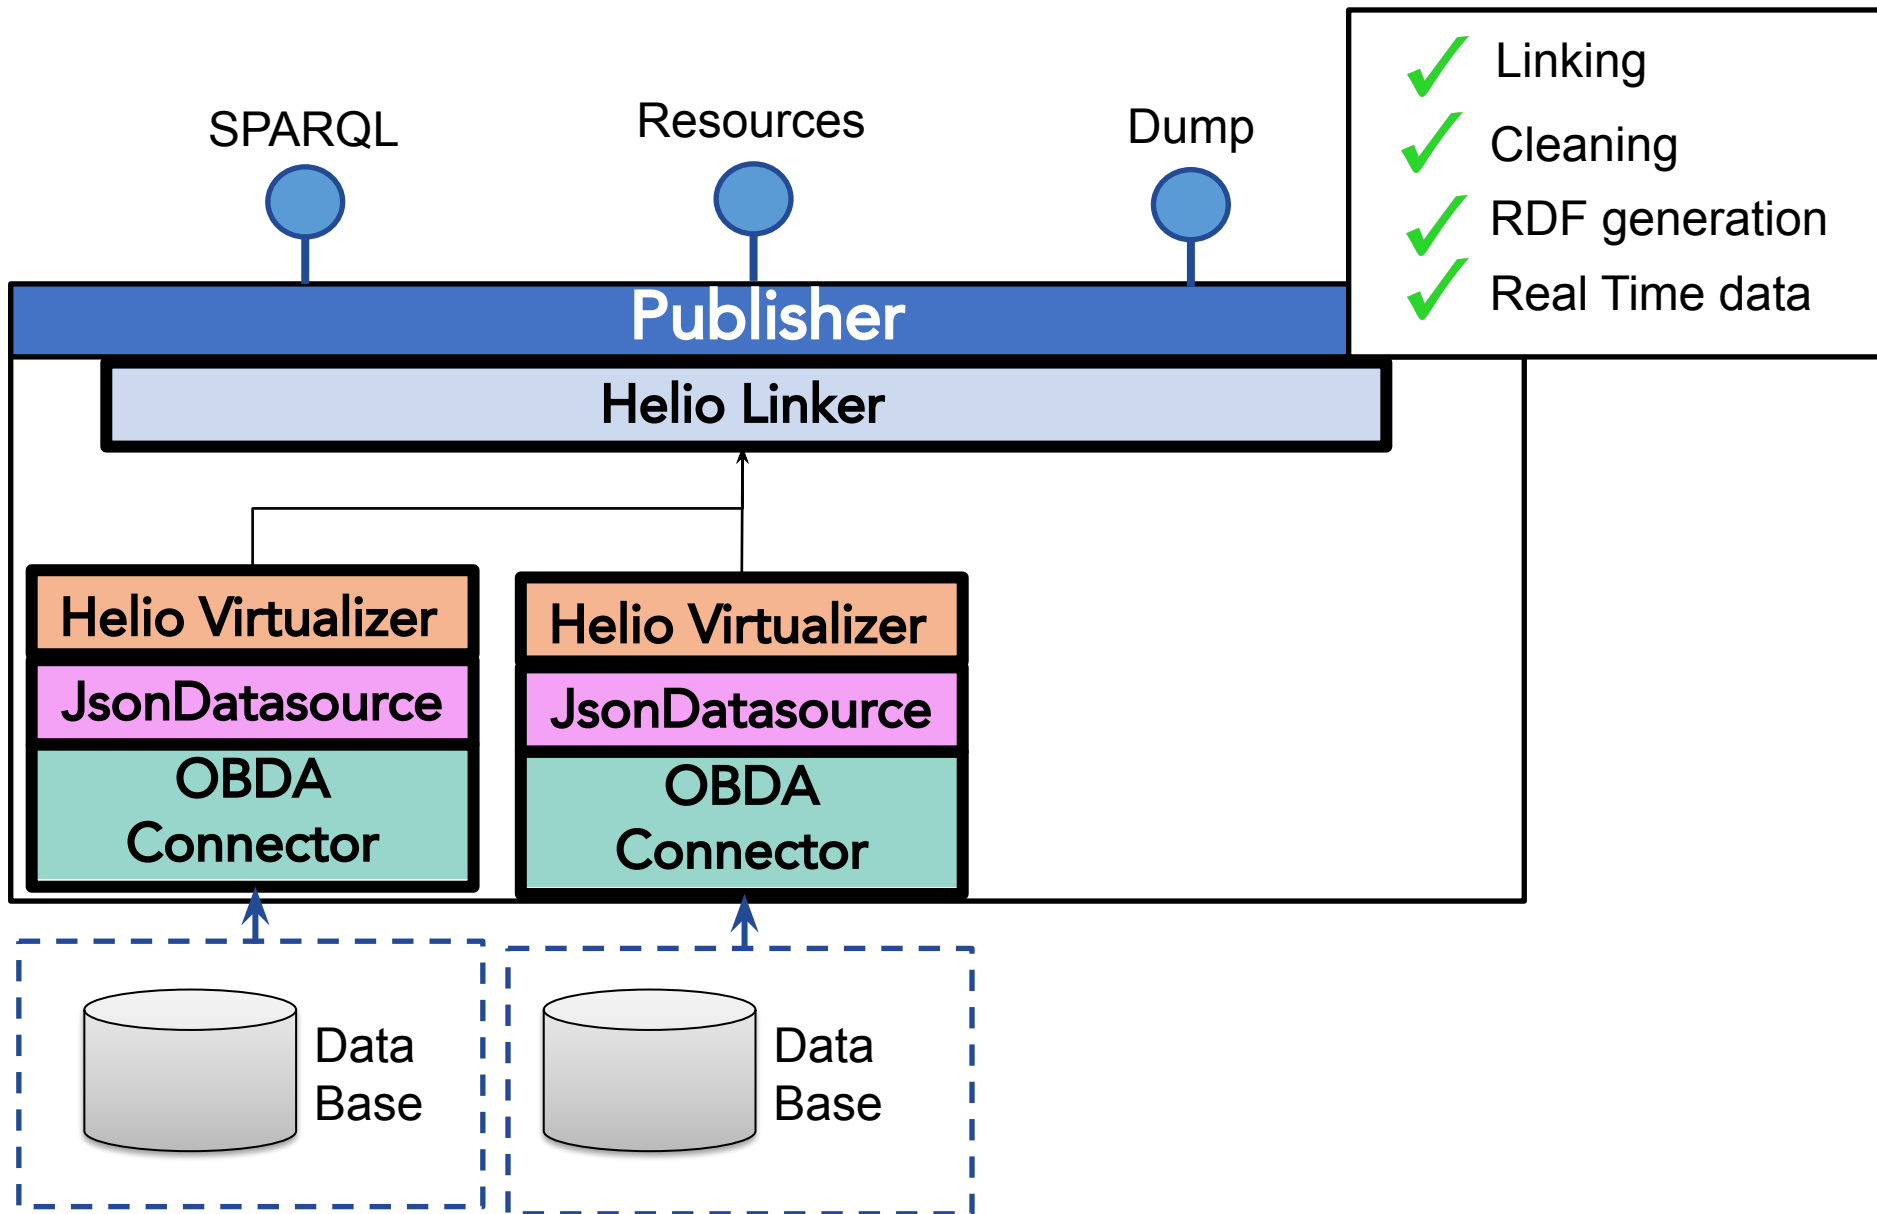 SPARQL
Resources
Dump
Linking
Cleaning
RDF generation
Real Time data
Publisher
Helio Linker
Helio Virtualizer
JsonDatasource
OBDA
Connector
Helio Virtualizer
JsonDatasource
OBDA
Connector
Data
Base
Data
Base